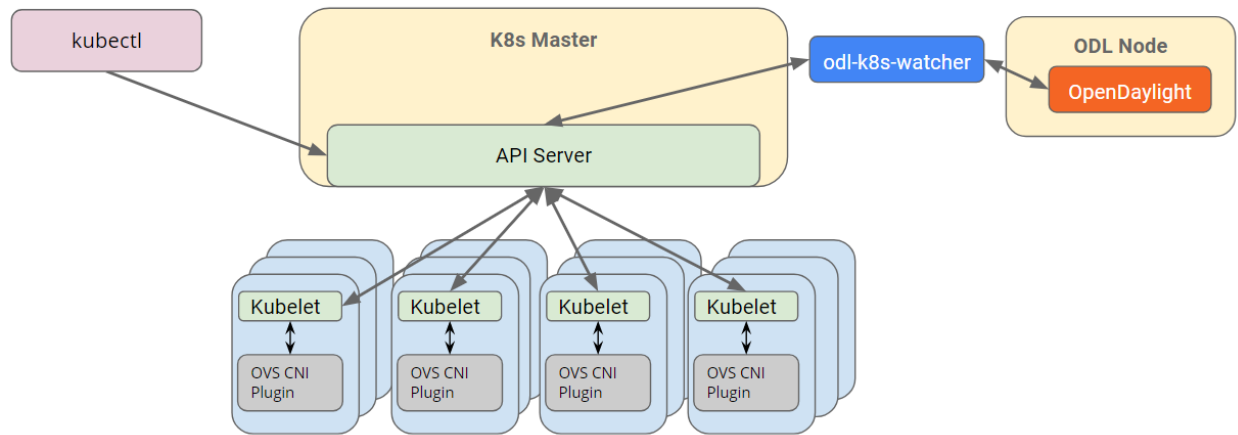 kubectl
K8s Master
odl-k8s-watcher
ODL Node
OpenDaylight
API Server
Kubelet
OVS CNI
Plugin
Kubelet
OVS CNI
Plugin
Kubelet
OVS CNI
Plugin
Kubelet
OVS CNI
Plugin